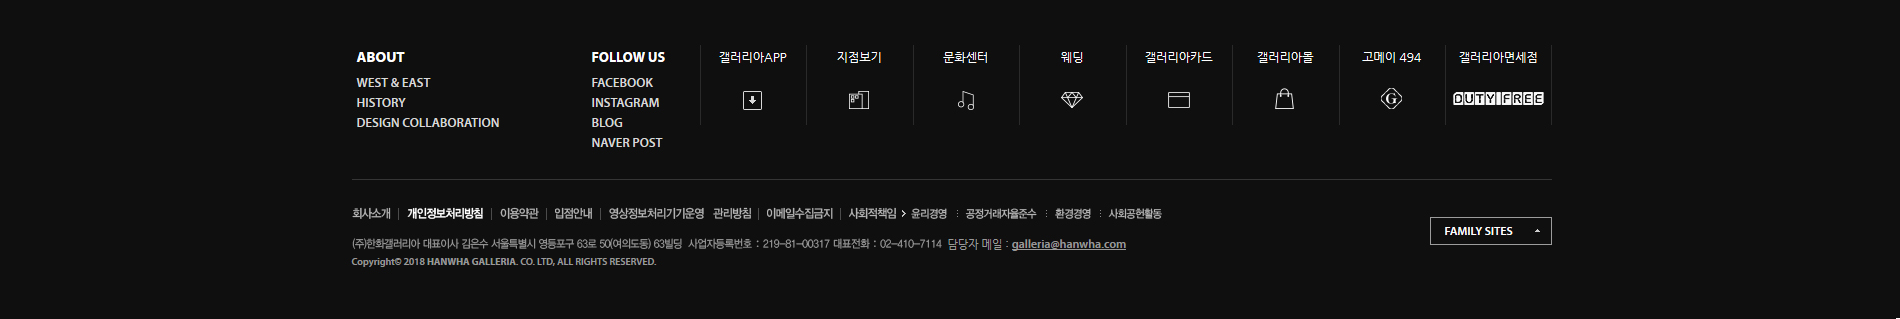 ABOUT
WEST & EAST
HISTORY
DESIGN COLLABORATION
FOLLOW US
FACEBOOK
INSTAGRAM
BLOG
NAVER POST
갤러리아APP
지점보기
문화센터
웨딩
갤러리아카드
갤러리아몰
고메이 494
G
갤러리아면세점
DUTY FREE
회사소개 | 개인정보처리방침 | 이용약관 | 입점안내 | 영상정보처리기기운영 관리방침 | 이메일수집금지 | 사회적책임 > 윤리경영 : 공정거래자율준수 : 환경경영 : 사회공헌활동
(주)한화갤러리아 대표이사 김은수 서울특별시 영등포구 63로 50(여의도동) 63빌딩 사업자등록번호 : 219-81-00317 대표전화 : 02-410-7114 담당자 메일 : galleria@hanwha.com
Copyright© 2018 HANWHA GALLERIA. CO. LTD, ALL RIGHTS RESERVED.
FAMILY SITES